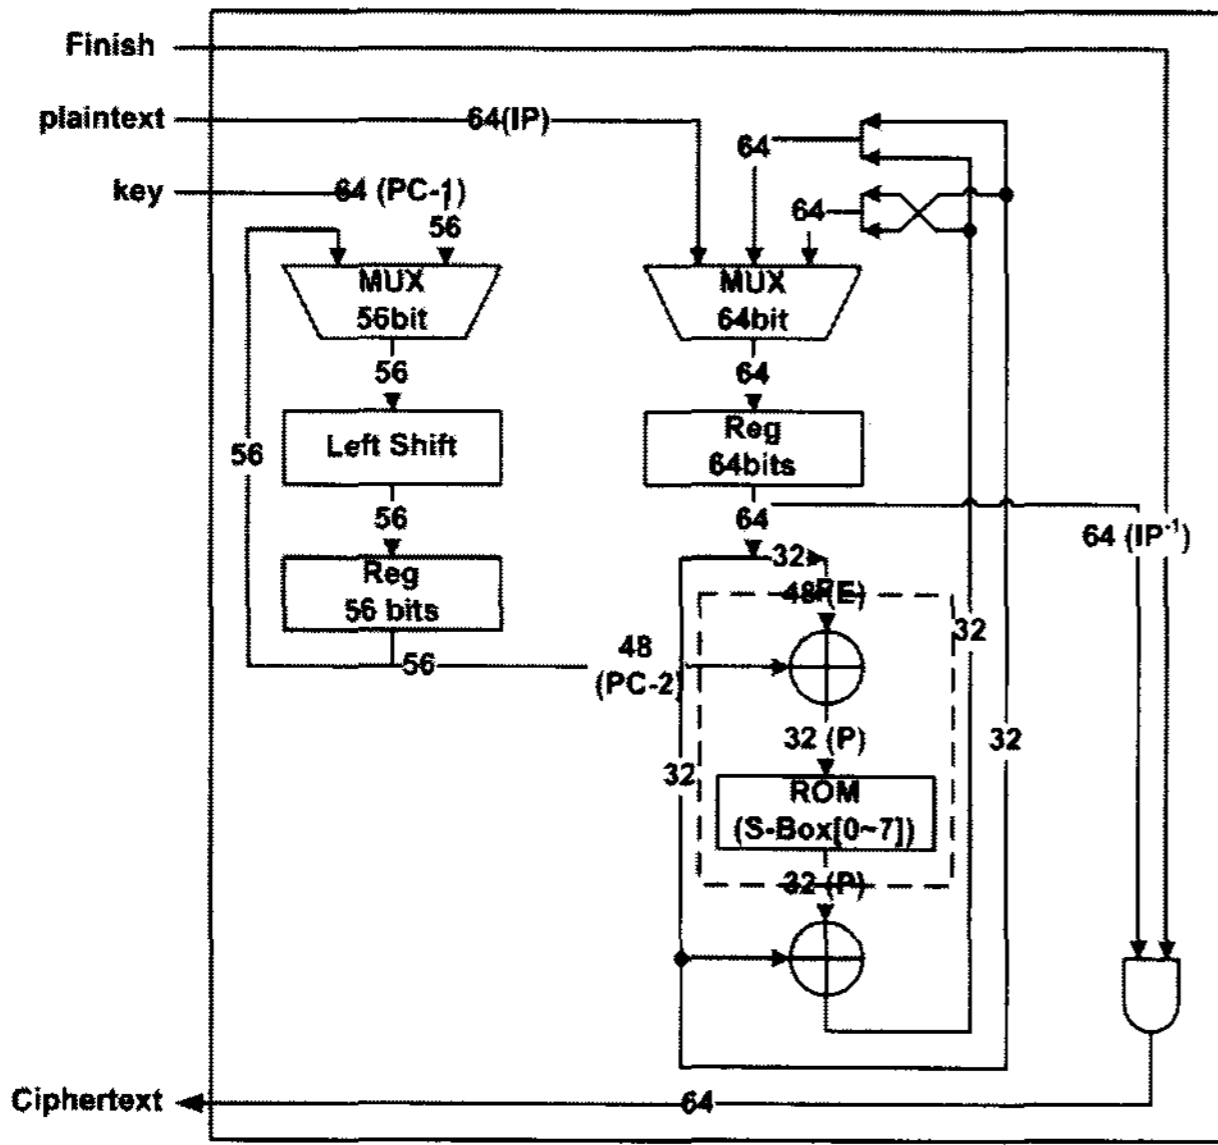 Finish
plaintext
64(IP)
64
key
64 (PC-1)
64
56
MUX
56bit
MUX
64bit
56
64
Left Shift
Reg
64bits
56
56
64
64 (IP⁻¹)
32
Reg
56 bits
48(E)
32
56
48
(PC-2)
32 (P)
32
32
ROM
(S-Box[0~7])
32 (P)
Ciphertext
64